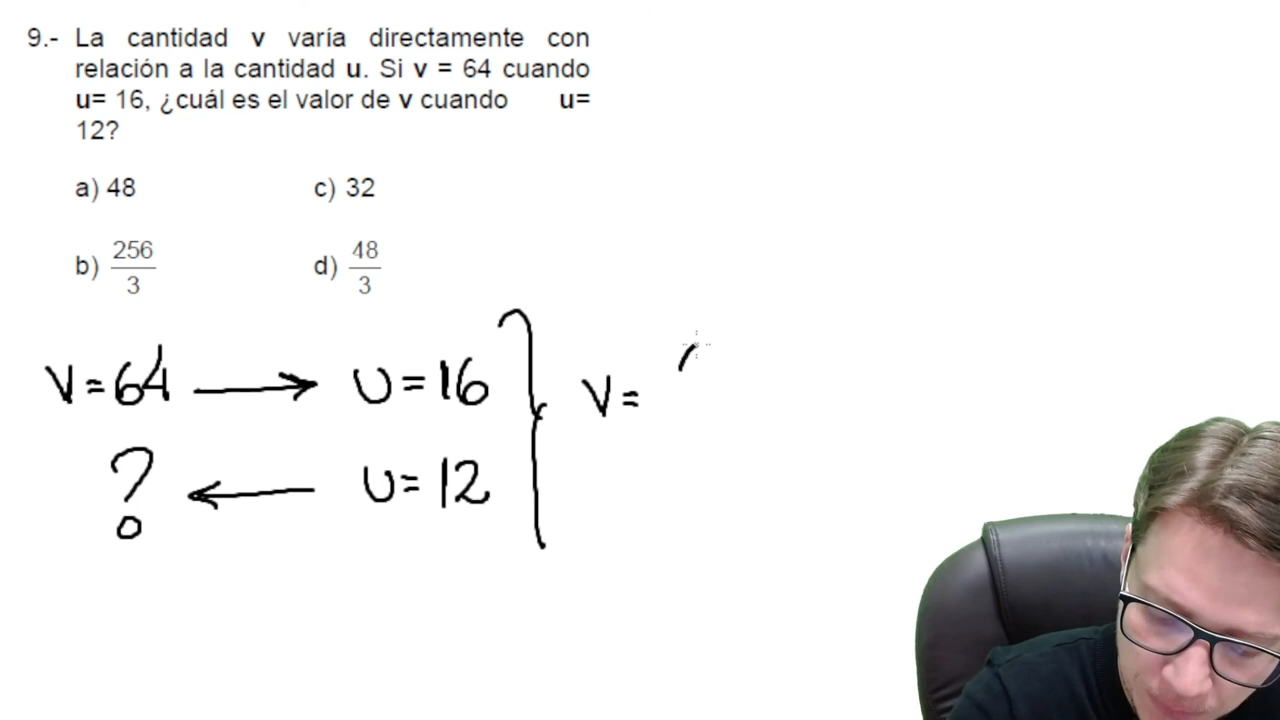 9.- La cantidad v varía directamente con
relación a la cantidad u. Si v = 64 cuando
u= 16, ¿cuál es el valor de v cuando u=
12?
a) 48 c) 32
b) 256/3 d) 48/3
V=64 → U=16
? ← U=12
V=